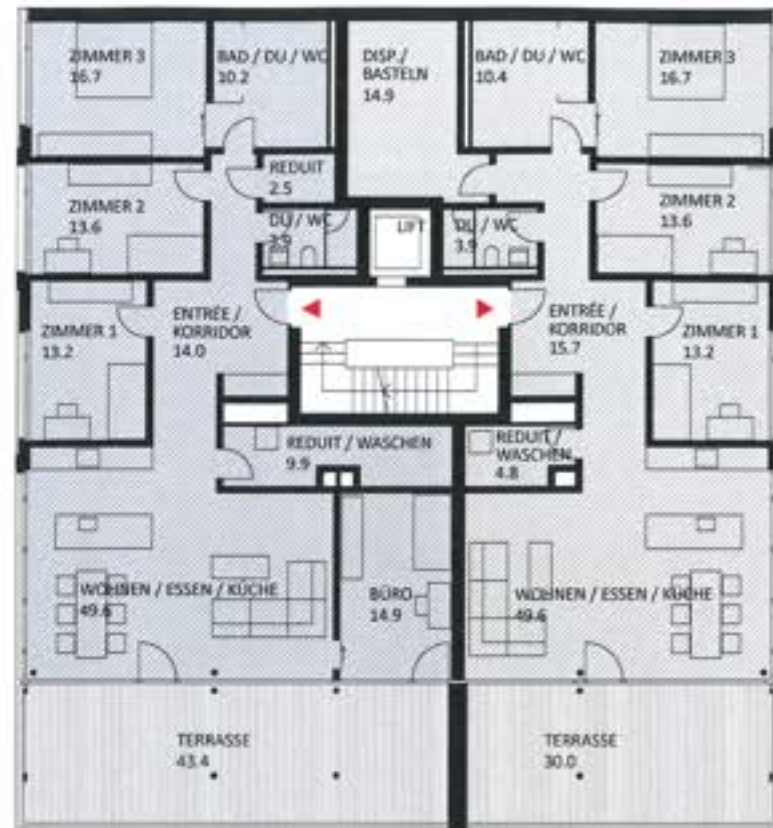 ZIMMER 3
16.7
BAD / DU / WC
10.2
DISP./
BASTELN
14.9
BAD / DU / WC
10.4
ZIMMER 3
16.7
REDUIT
2.5
ZIMMER 2
13.6
DU / WC
3.9
LIFT
DU / WC
3.9
ZIMMER 2
13.6
ZIMMER 1
13.2
ENTRÉE /
KORRIDOR
14.0
ENTRÉE /
KORRIDOR
15.7
ZIMMER 1
13.2
REDUIT / WASCHEN
9.9
REDUIT /
WASCHEN
4.8
WOHNEN / ESSEN / KÜCHE
49.6
BÜRO
14.9
WOHNEN / ESSEN / KÜCHE
49.6
TERRASSE
43.4
TERRASSE
30.0